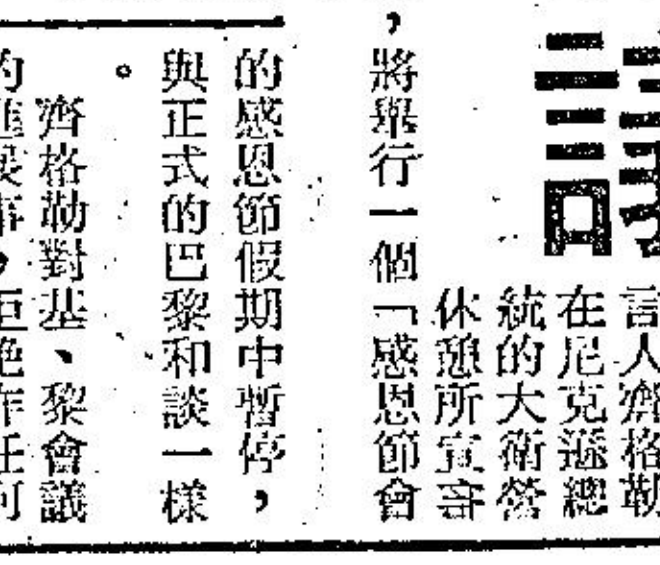 言人齊格勒
在尼克遜總
統的大衛營
休憩所宣
，將舉行一個「感恩節會
的感恩節假期中暫停，
與正式的巴黎和談一樣
。
齊格勒對基、黎會議
的進展事，拒絕作任何